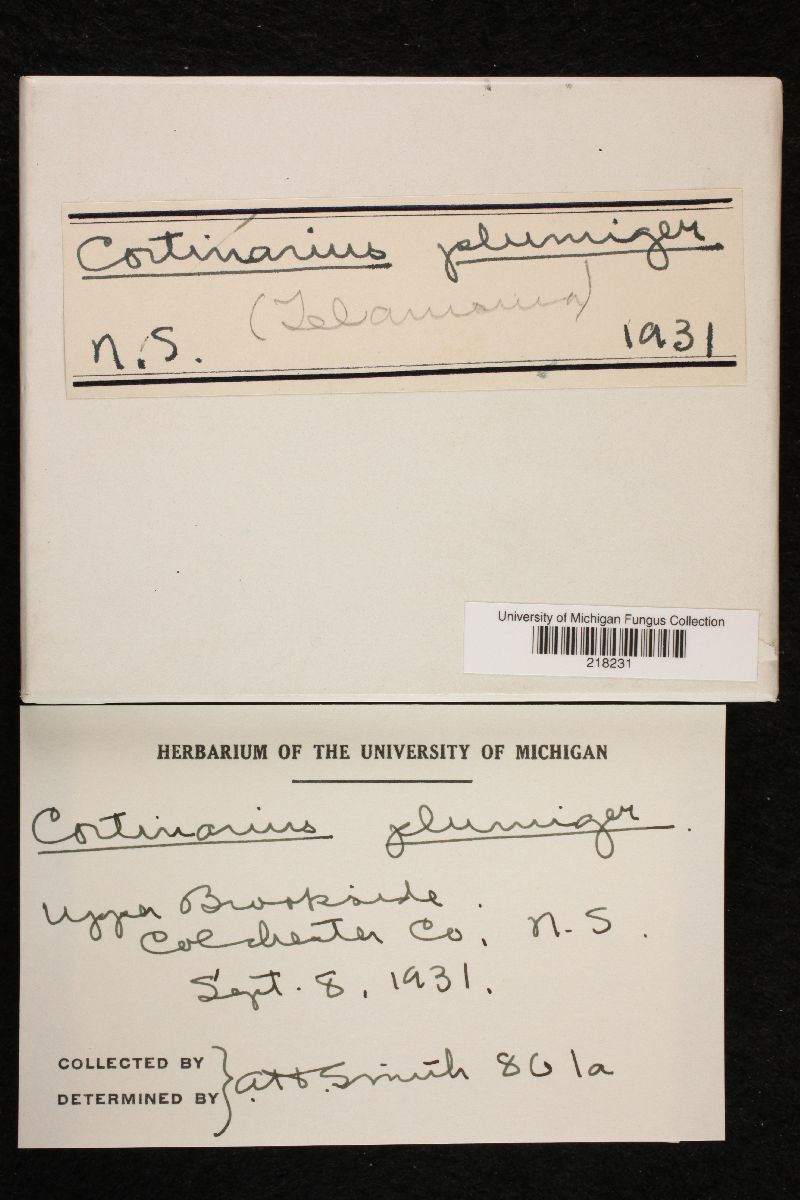 Cortinarius plumiger
(Telamonia)
N.S. 1931
University of Michigan Fungus Collection
218231
HERBARIUM OF THE UNIVERSITY OF MICHIGAN
Cortinarius plumiger.
Upper Brookside.
Colchester Co., N.S.
Sept. 8, 1931.
COLLECTED BY
DETERMINED BY } A.H. Smith 801a